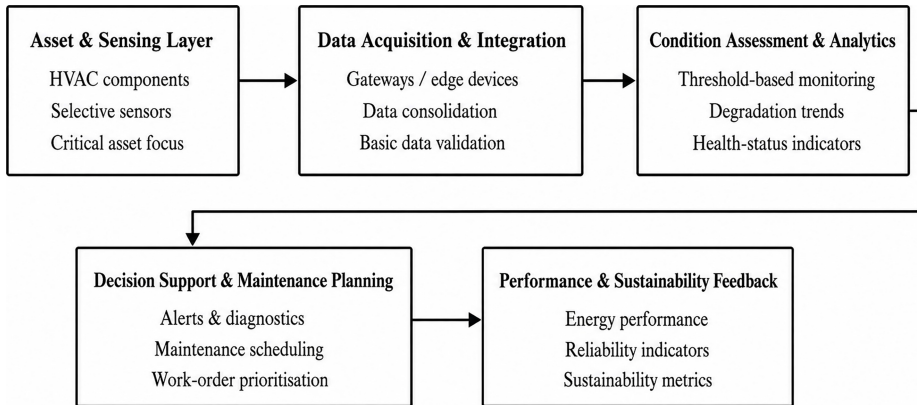 Asset & Sensing Layer
HVAC components
Selective sensors
Critical asset focus
Data Acquisition & Integration
Gateways / edge devices
Data consolidation
Basic data validation
Condition Assessment & Analytics
Threshold-based monitoring
Degradation trends
Health-status indicators
Decision Support & Maintenance Planning
Alerts & diagnostics
Maintenance scheduling
Work-order prioritisation
Performance & Sustainability Feedback
Energy performance
Reliability indicators
Sustainability metrics